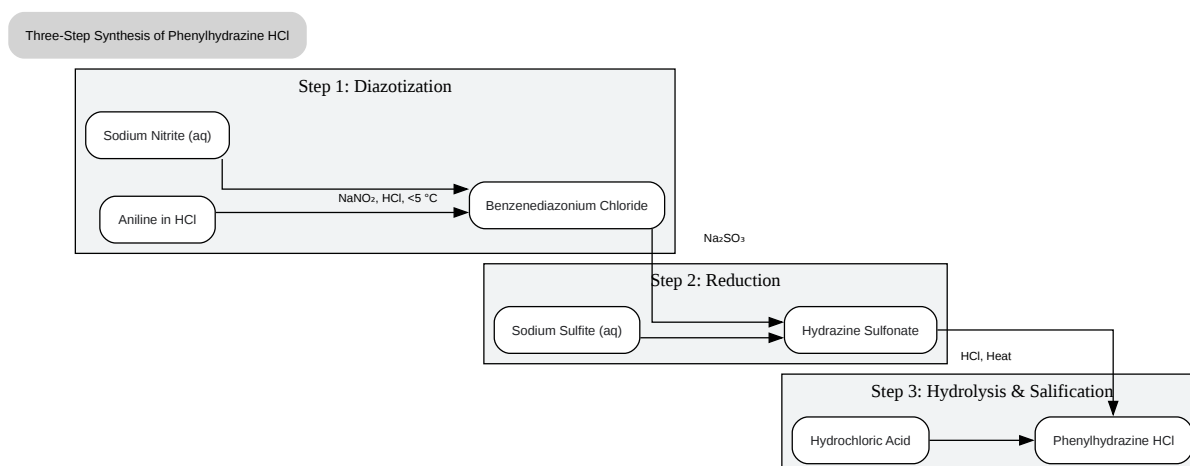 Three-Step Synthesis of Phenylhydrazine HCl
Step 1: Diazotization
Sodium Nitrite (aq)
NaNO₂, HCl, <5 °C
Aniline in HCl
Benzenediazonium Chloride
Na₂SO₃
Step 2: Reduction
Sodium Sulfite (aq)
Hydrazine Sulfonate
HCl, Heat
Step 3: Hydrolysis & Salification
Hydrochloric Acid
Phenylhydrazine HCl